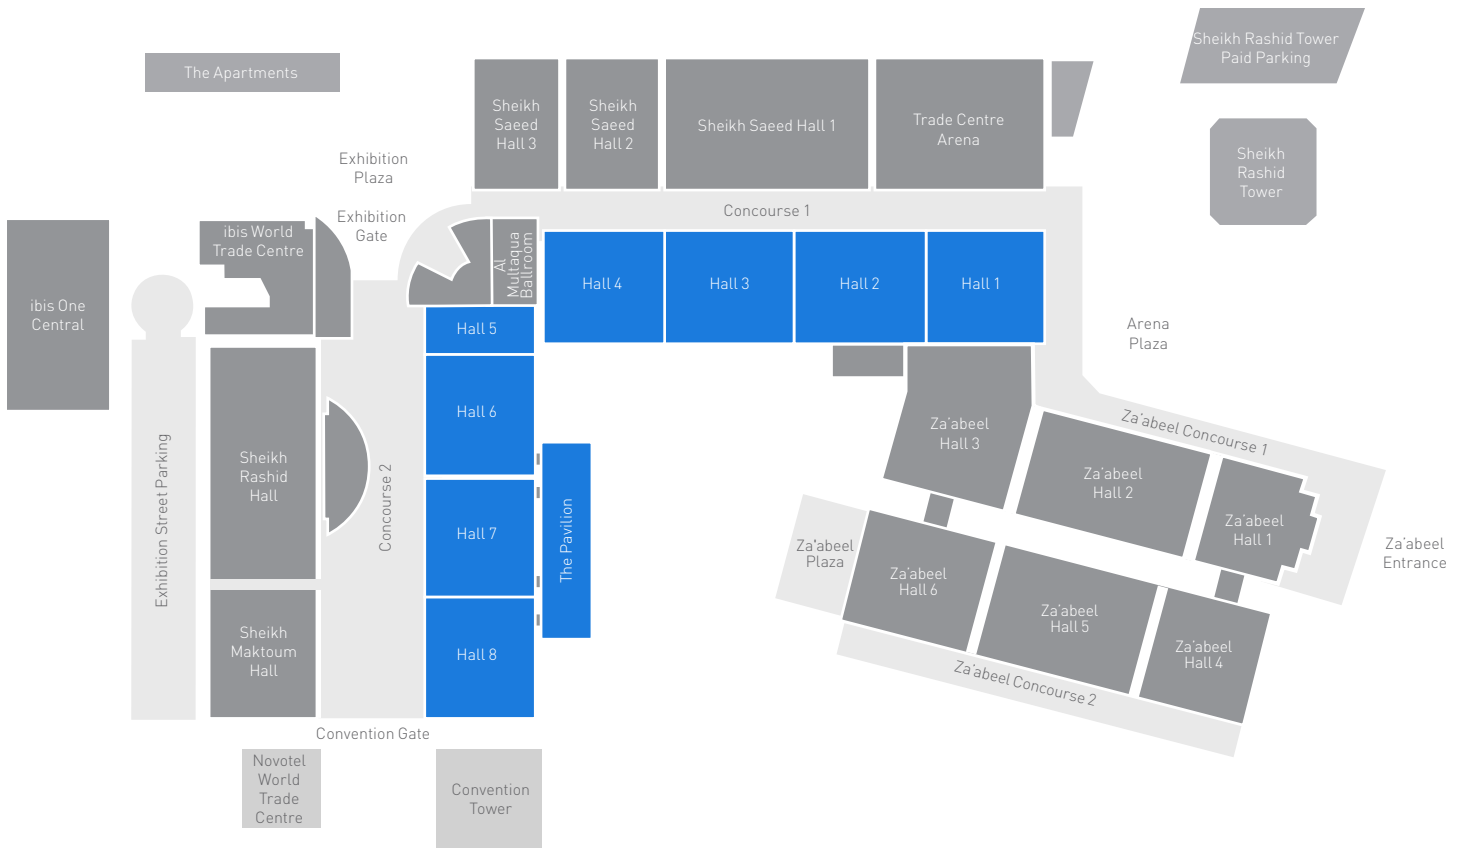 Sheikh Rashid Tower
Paid Parking
The Apartments
Sheikh
Saeed
Hall 3
Sheikh
Saeed
Hall 2
Sheikh Saeed Hall 1
Trade Centre
Arena
Sheikh
Rashid
Tower
Exhibition
Plaza
Exhibition
Gate
Concourse 1
ibis World
Trade Centre
Al
Multaqua
Ballroom
ibis One
Central
Hall 4
Hall 3
Hall 2
Hall 1
Arena
Plaza
Hall 5
Hall 6
Hall 7
Hall 8
The Pavilion
Concourse 2
Exhibition Street Parking
Sheikh
Rashid
Hall
Sheikh
Maktoum
Hall
Za'abeel
Hall 3
Za'abeel Concourse 1
Za'abeel
Hall 2
Za'abeel
Hall 1
Za'abeel
Entrance
Za'abeel
Plaza
Za'abeel
Hall 6
Za'abeel
Hall 5
Za'abeel
Hall 4
Za'abeel Concourse 2
Convention Gate
Novotel
World
Trade
Centre
Convention
Tower